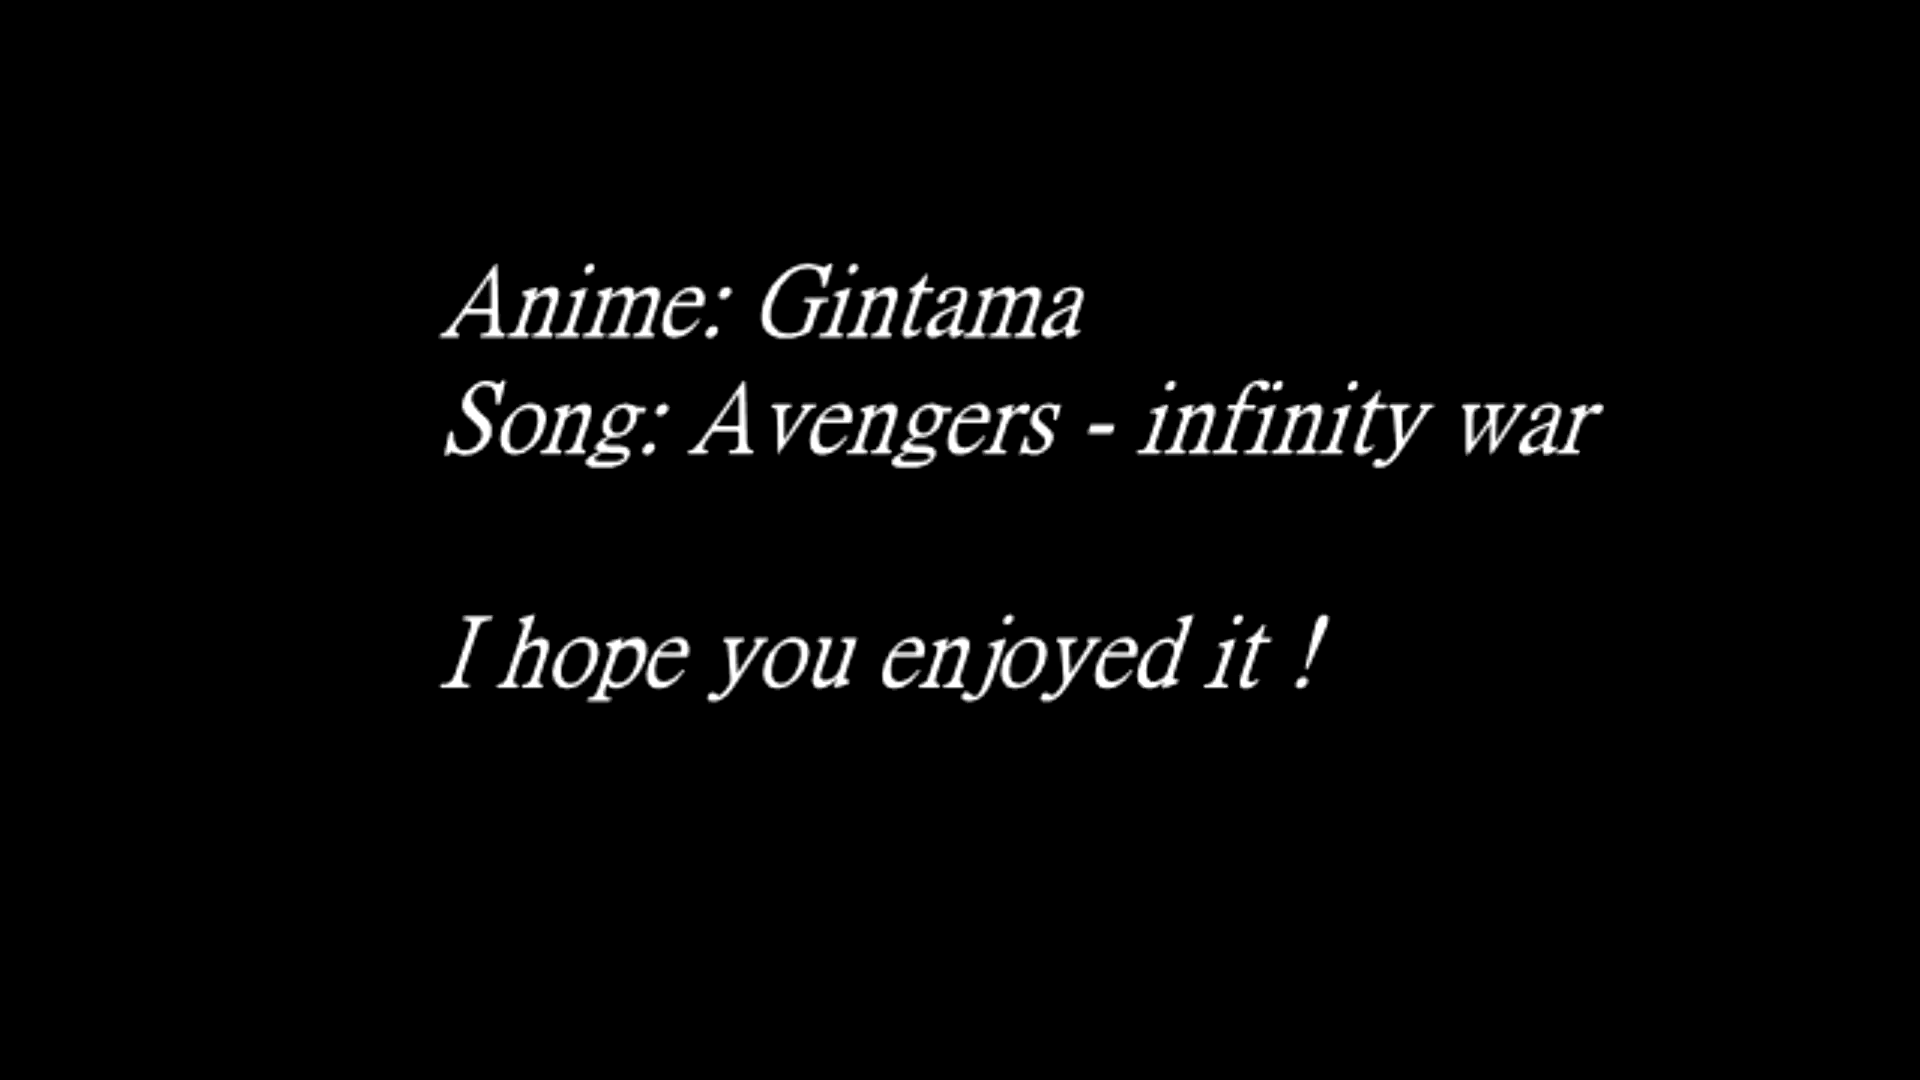 Anime: Gintama
Song: Avengers - infinity war
I hope you enjoyed it !